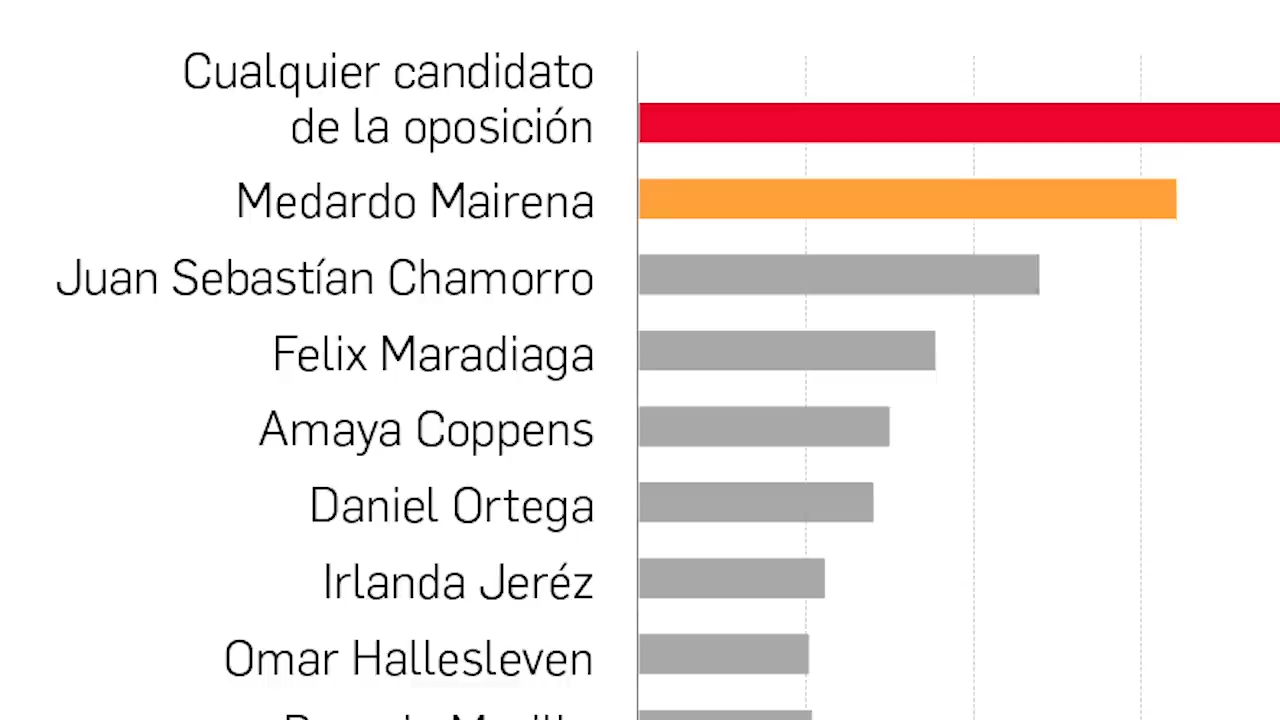 Cualquier candidato
de la oposición
Medardo Mairena
Juan Sebastían Chamorro
Felix Maradiaga
Amaya Coppens
Daniel Ortega
Irlanda Jeréz
Omar Hallesleven